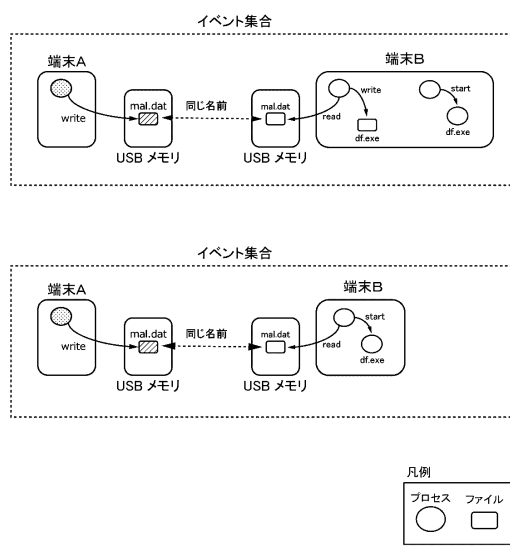 イベント集合
端末A
端末B
write
mal.dat
同じ名前
mal.dat
read
write
df.exe
start
df.exe
USB メモリ
USB メモリ
イベント集合
端末A
端末B
write
mal.dat
同じ名前
mal.dat
read
start
df.exe
USB メモリ
USB メモリ
凡例
プロセス ファイル